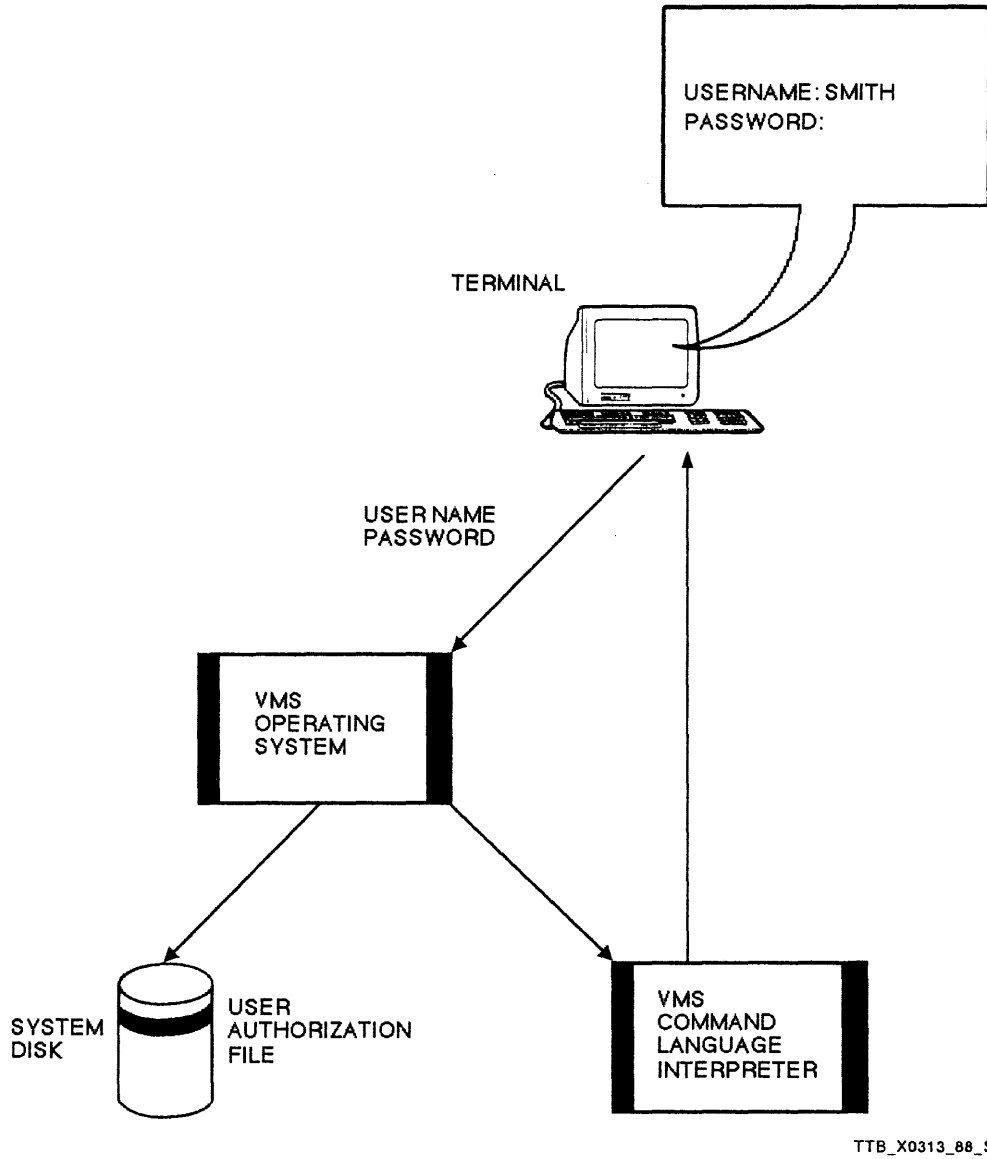 USERNAME: SMITH
PASSWORD:
TERMINAL
USER NAME
PASSWORD
VMS
OPERATING
SYSTEM
SYSTEM
DISK
USER
AUTHORIZATION
FILE
VMS
COMMAND
LANGUAGE
INTERPRETER
TTB_X0313_88_S